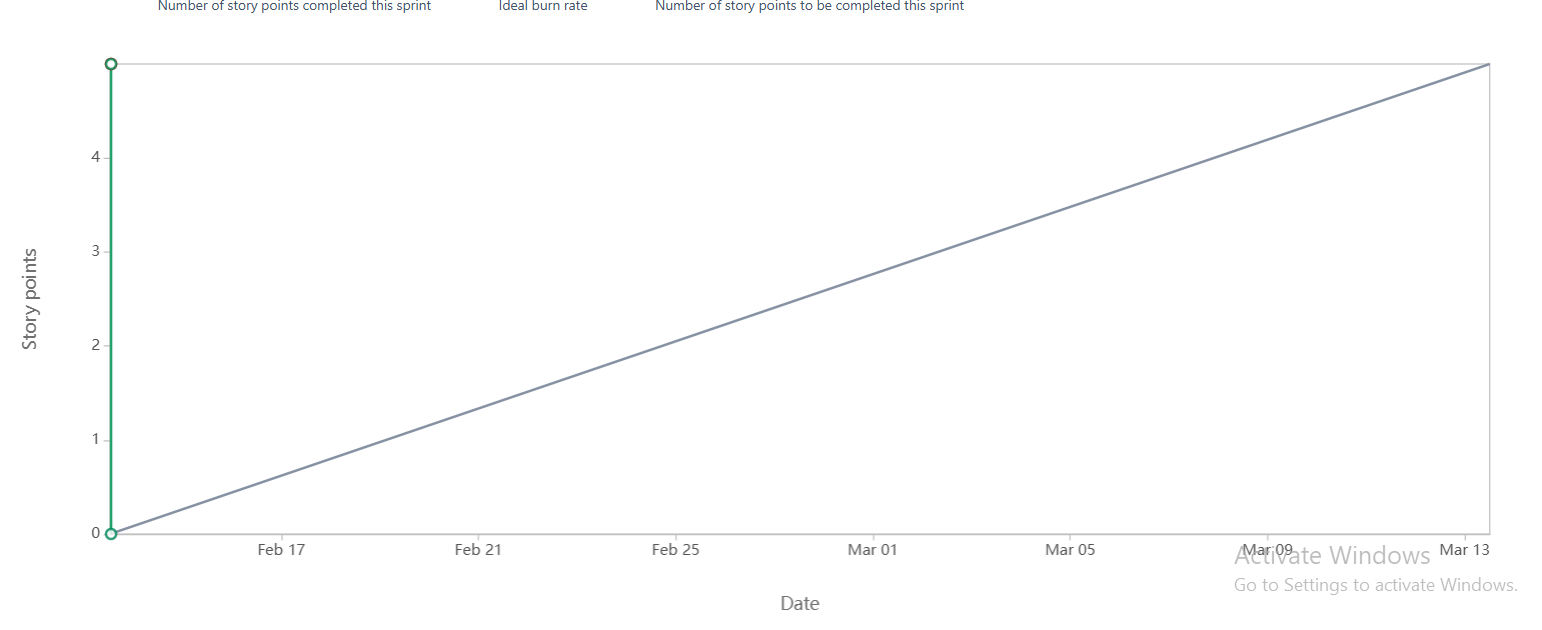 Number of story points completed this sprint Ideal burn rate Number of story points to be completed this sprint
4
3
2
1
0
Story points
Feb 17 Feb 21 Feb 25 Mar 01 Mar 05 Mar 09 Mar 13
Activate Windows
Go to Settings to activate Windows.
Date